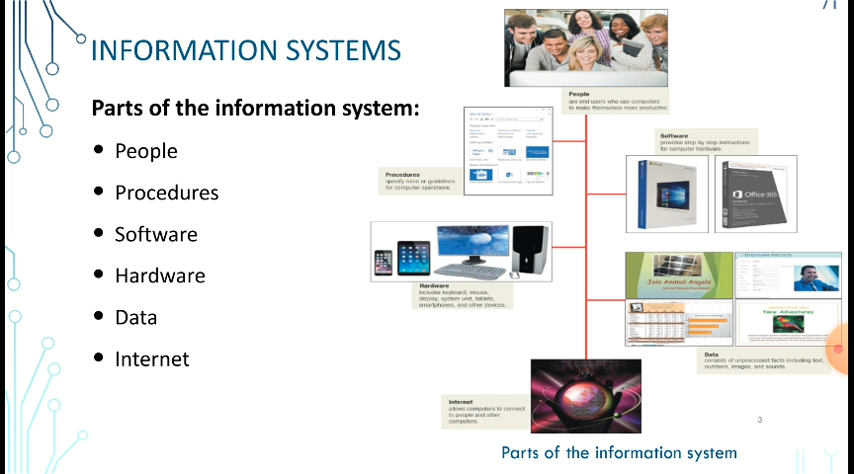 INFORMATION SYSTEMS
Parts of the information system:
People
Procedures
Software
Hardware
Data
Internet
People
are end users who use computers
to make themselves more productive.
Procedures
specify rules or guidelines
for computer operations.
Software
provides step by step instructions
for computer hardware.
Office 365
Hardware
includes keyboard, mouse,
display, system unit, tablets,
smartphones, and other devices.
Join Animal Angels
Employee Records
New Adventures
Data
consists of unprocessed facts including text,
numbers, images, and sounds.
Internet
allows computers to connect
to people and other
computers.
3
Parts of the information system